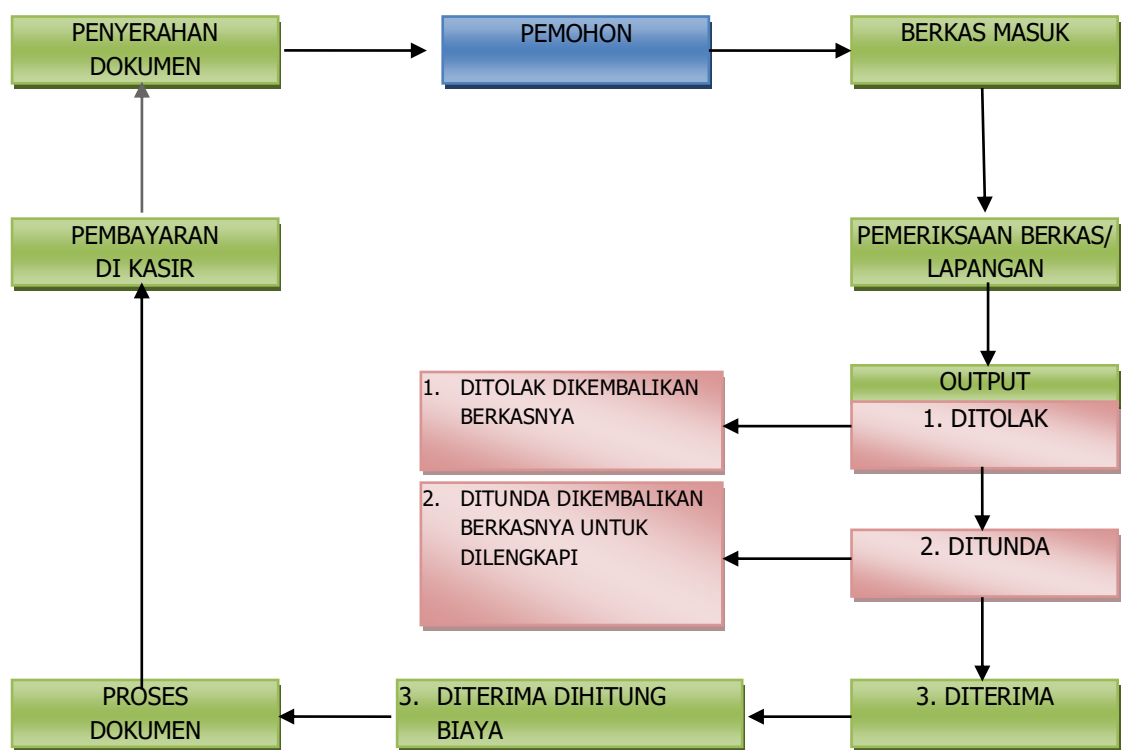 PENYERAHAN
DOKUMEN
PEMOHON
BERKAS MASUK
PEMBAYARAN
DI KASIR
PEMERIKSAAN BERKAS/
LAPANGAN
OUTPUT
1. DITOLAK
1. DITOLAK DIKEMBALIKAN
BERKASNYA
2. DITUNDA DIKEMBALIKAN
BERKASNYA UNTUK
DILENGKAPI
2. DITUNDA
PROSES
DOKUMEN
3. DITERIMA DIHITUNG
BIAYA
3. DITERIMA